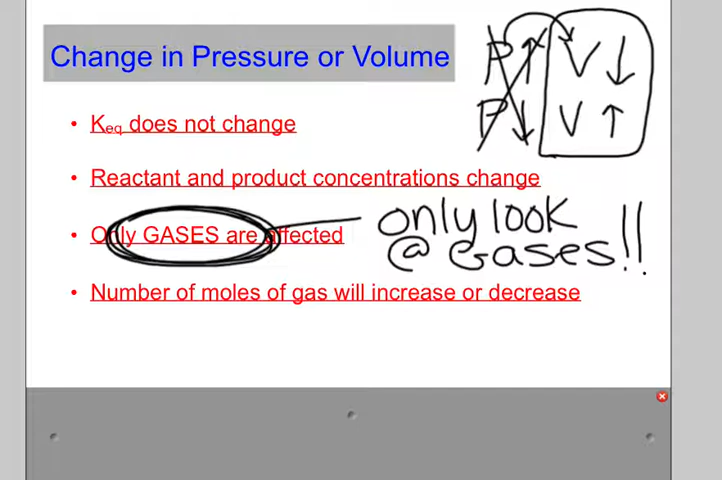 Change in Pressure or Volume
P↑ V↓
P↓ V↑
• Keq does not change
• Reactant and product concentrations change
• Only GASES are affected
only look
@ Gases!!
• Number of moles of gas will increase or decrease